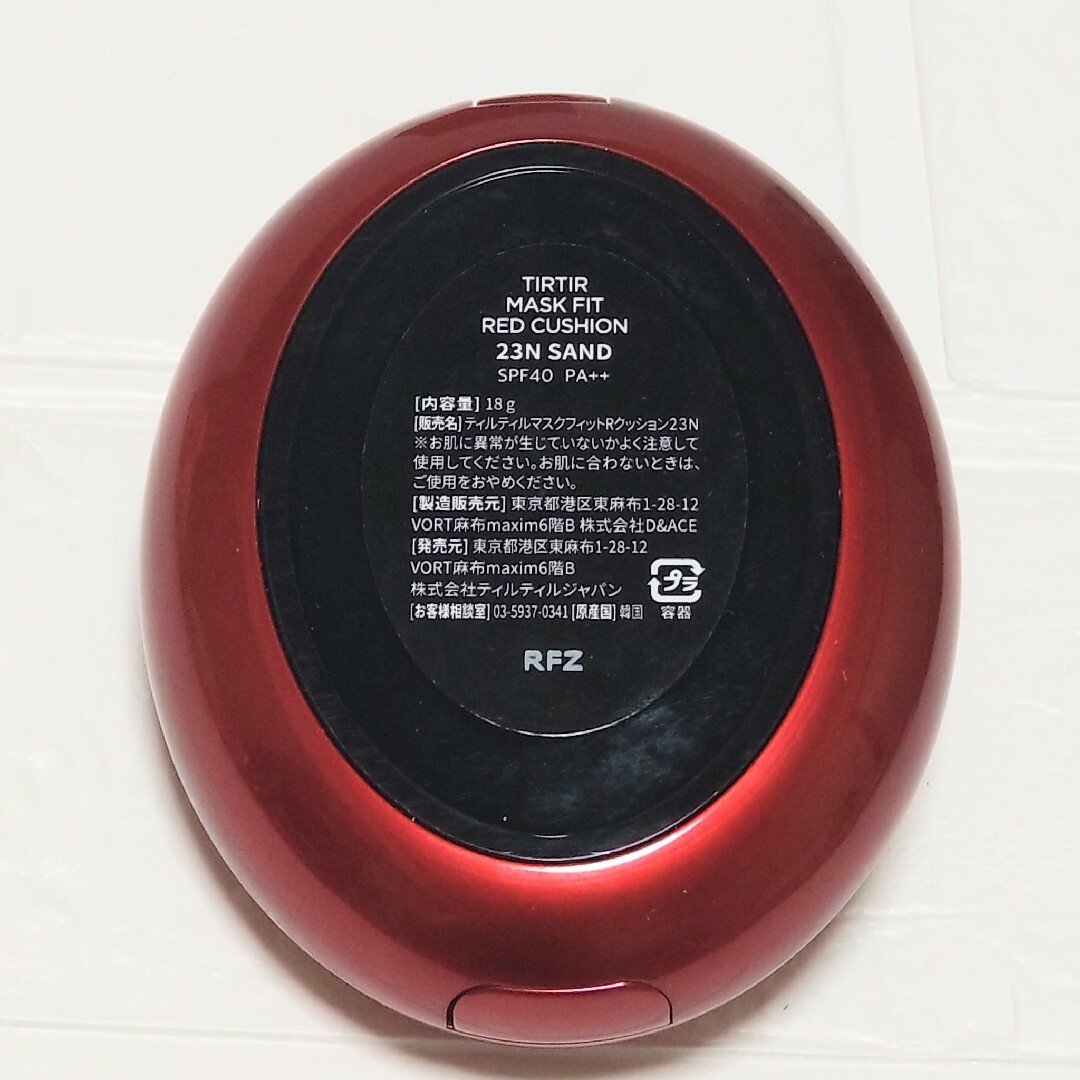 TIRTIR
MASK FIT
RED CUSHION
23N SAND
SPF40 PA++
[内容量] 18g
[販売名] ティルティルマスクフィットRクッション23N
※お肌に異常が生じていないかよく注意して
使用してください。お肌に合わないときは、
ご使用をおやめください。
[製造販売元] 東京都港区東麻布1-28-12
VORT麻布maxim6階B 株式会社D&ACE
[発売元] 東京都港区東麻布1-28-12
VORT麻布maxim6階B
株式会社ティルティルジャパン
[お客様相談室] 03-5937-0341 [原産国] 韓国
プラ
容器
RFZ